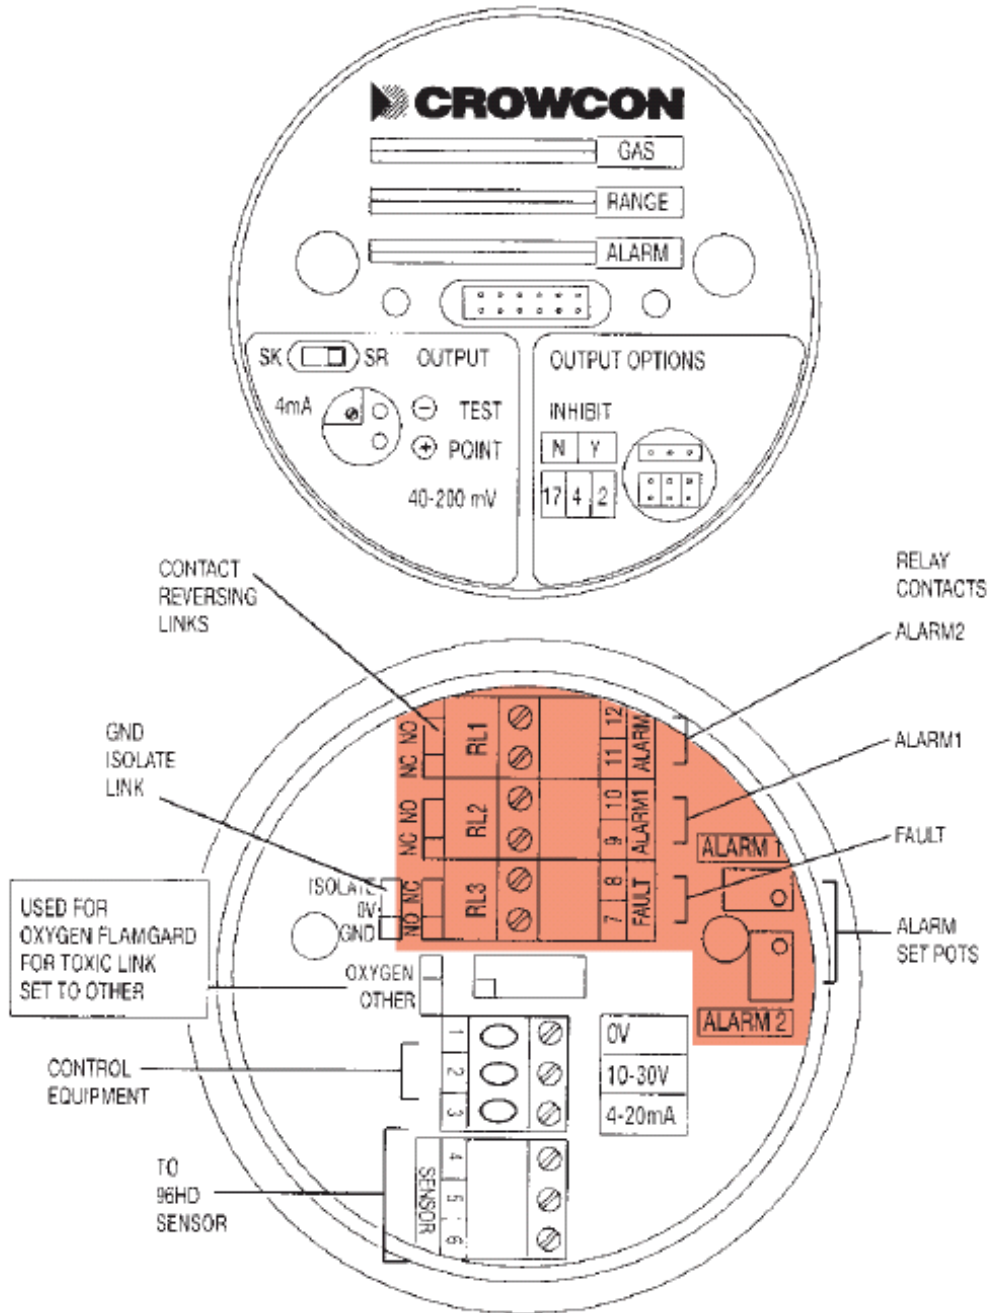 CROWCON
GAS
RANGE
ALARM
SK SR OUTPUT
4mA - TEST
+ POINT
40-200 mV
OUTPUT OPTIONS
INHIBIT
N Y
17 4 2
CONTACT
REVERSING
LINKS
GND
ISOLATE
LINK
RELAY
CONTACTS
ALARM2
ALARM1
FAULT
ALARM
SET POTS
NC NO
RL1
11 12
ALARM
NC NO
RL2
9 10
ALARM1
ISOLATE
0V
GND
NO NC
RL3
7 8
FAULT
ALARM 1
ALARM 2
USED FOR
OXYGEN FLAMGARD
FOR TOXIC LINK
SET TO OTHER
OXYGEN
OTHER
CONTROL
EQUIPMENT
1
2
3
0V
10-30V
4-20mA
TO
96HD
SENSOR
SENSOR
4
5
6